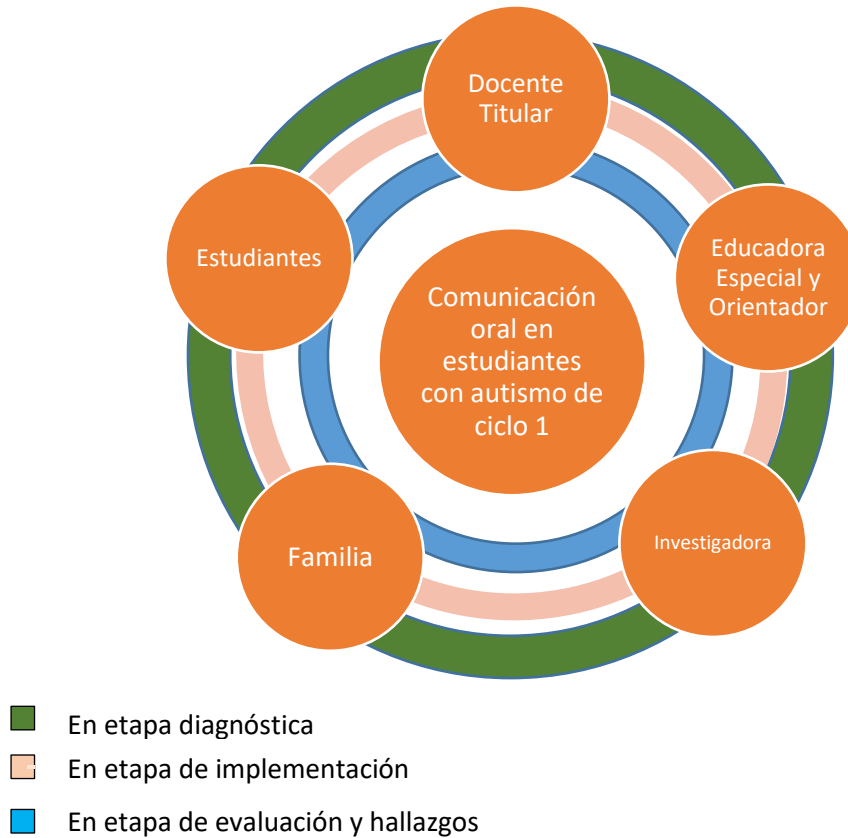 Docente
Titular
Estudiantes
Educadora
Especial y
Orientador
Comunicación
oral en
estudiantes
con autismo de
ciclo 1
Familia
Investigadora
En etapa diagnóstica
En etapa de implementación
En etapa de evaluación y hallazgos